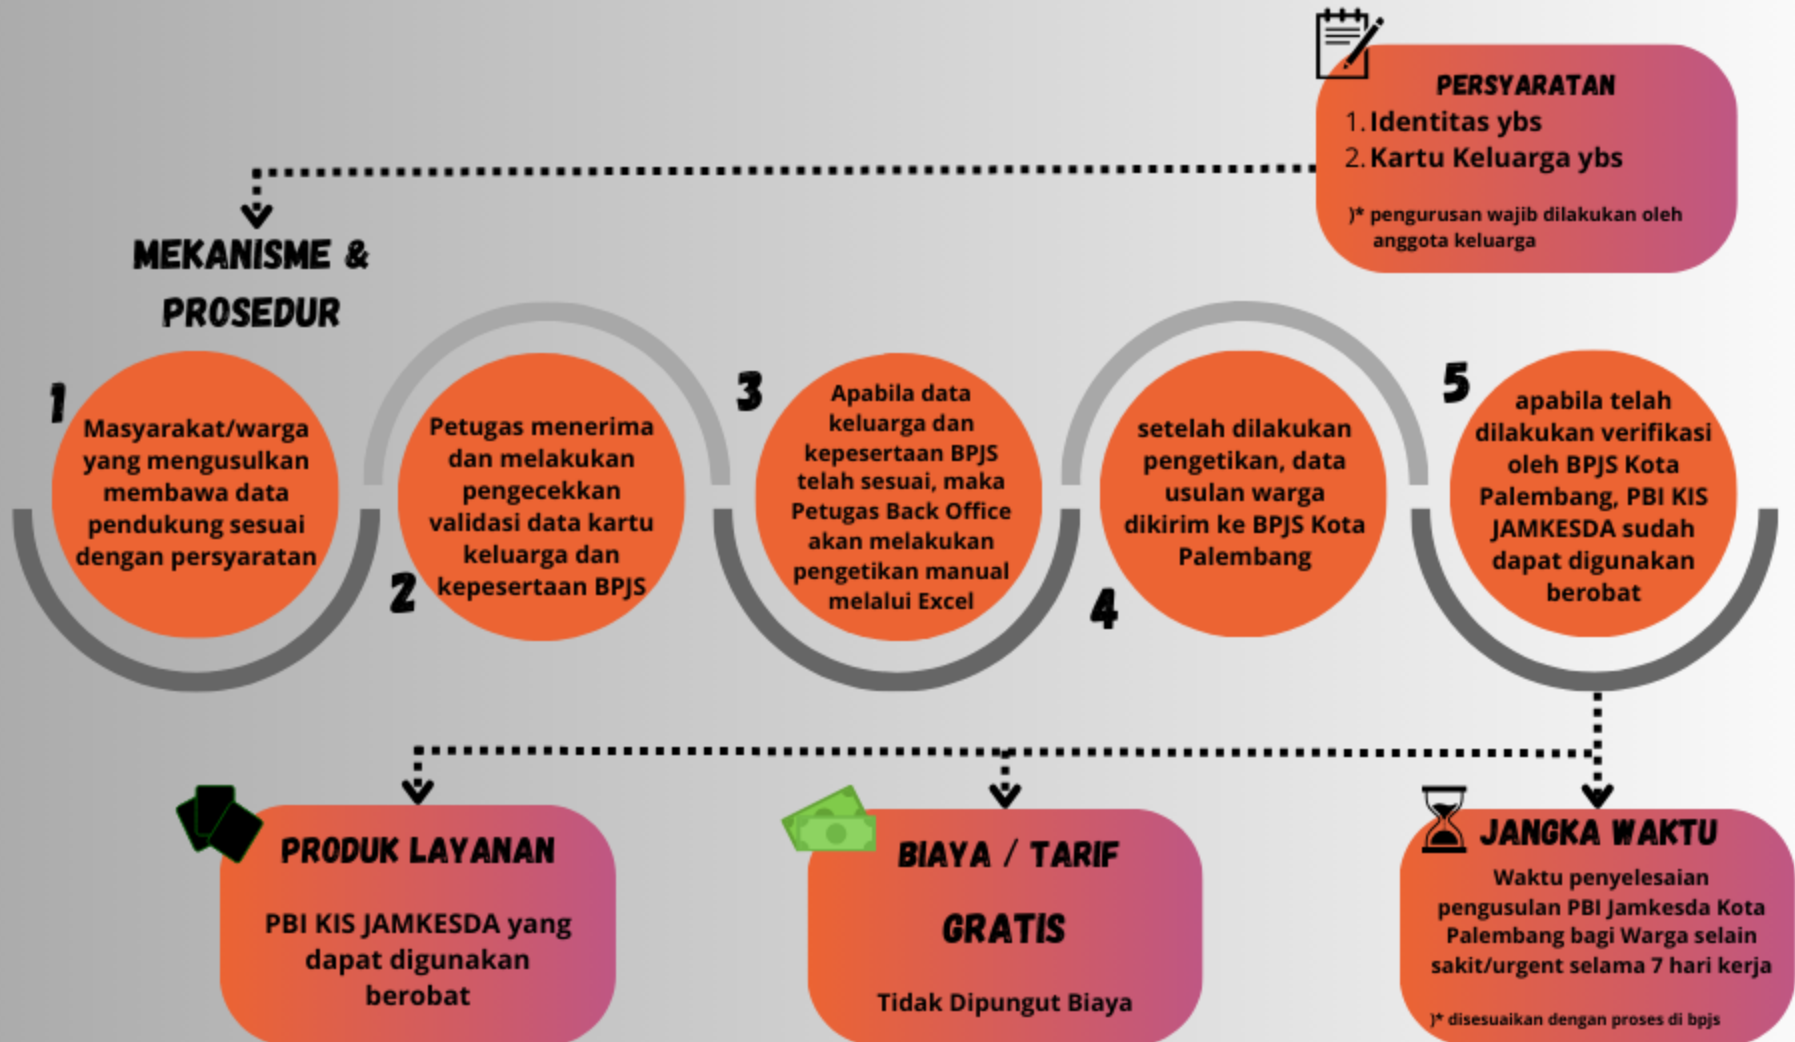 PERSYARATAN
1. Identitas ybs
2. Kartu Keluarga ybs
)* pengurusan wajib dilakukan oleh
anggota keluarga
MEKANISME &
PROSEDUR
1
Masyarakat/warga
yang mengusulkan
membawa data
pendukung sesuai
dengan persyaratan
2
Petugas menerima
dan melakukan
pengecekkan
validasi data kartu
keluarga dan
kepesertaan BPJS
3
Apabila data
keluarga dan
kepesertaan BPJS
telah sesuai, maka
Petugas Back Office
akan melakukan
pengetikan manual
melalui Excel
4
setelah dilakukan
pengetikan, data
usulan warga
dikirim ke BPJS Kota
Palembang
5
apabila telah
dilakukan verifikasi
oleh BPJS Kota
Palembang, PBI KIS
JAMKESDA sudah
dapat digunakan
berobat
PRODUK LAYANAN
PBI KIS JAMKESDA yang
dapat digunakan
berobat
BIAYA / TARIF
GRATIS
Tidak Dipungut Biaya
JANGKA WAKTU
Waktu penyelesaian
pengusulan PBI Jamkesda Kota
Palembang bagi Warga selain
sakit/urgent selama 7 hari kerja
)* disesuaikan dengan proses di bpjs